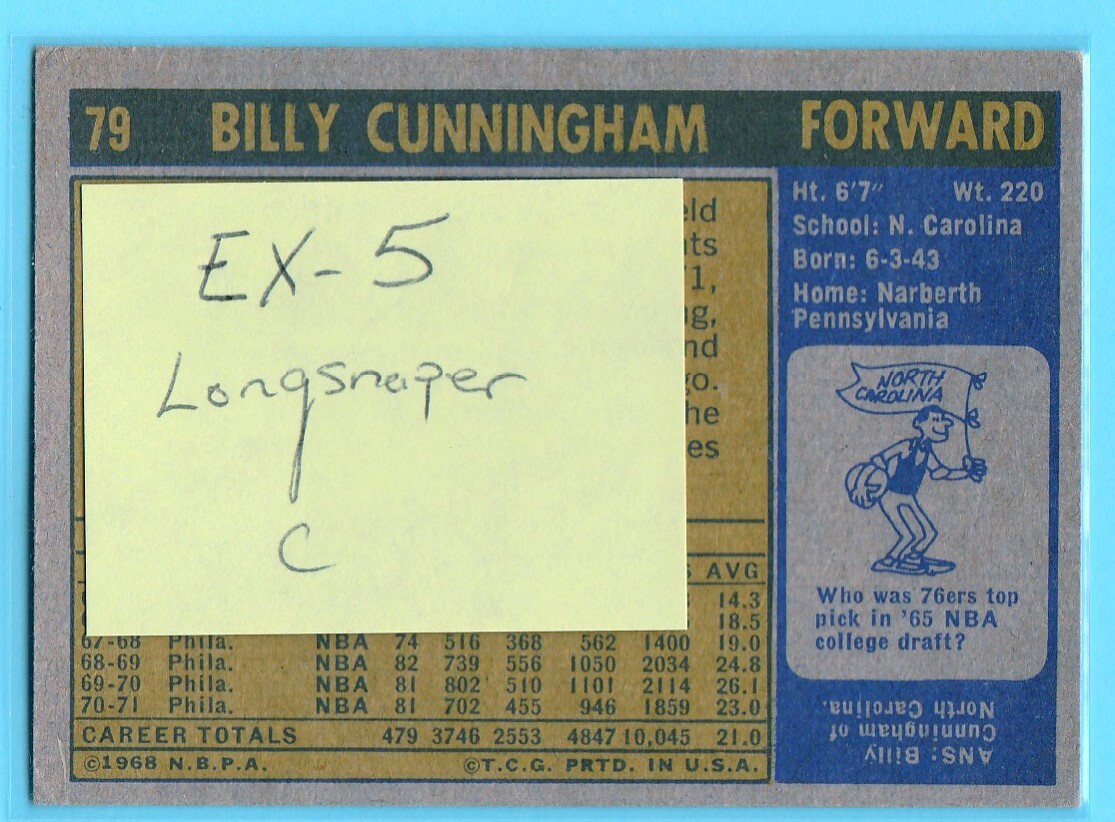 79 BILLY CUNNINGHAM FORWARD
EX-5
Longsnaper
C
eld
nts
71,
ng,
nd
go.
he
es
Ht. 6'7" Wt. 220
School: N. Carolina
Born: 6-3-43
Home: Narberth
Pennsylvania
NORTH
CAROLINA
Who was 76ers top
pick in '65 NBA
college draft?
ANS: Billy
Cunningham of
North Carolina.
AVG
14.3
18.5
67-68 Phila. NBA 74 516 368 562 1400 19.0
68-69 Phila. NBA 82 739 556 1050 2034 24.8
69-70 Phila. NBA 81 802 510 1101 2114 26.1
70-71 Phila. NBA 81 702 455 946 1859 23.0
CAREER TOTALS 479 3746 2553 4847 10,045 21.0
©1968 N.B.P.A. ©T.C.G. PRTD. IN U.S.A.